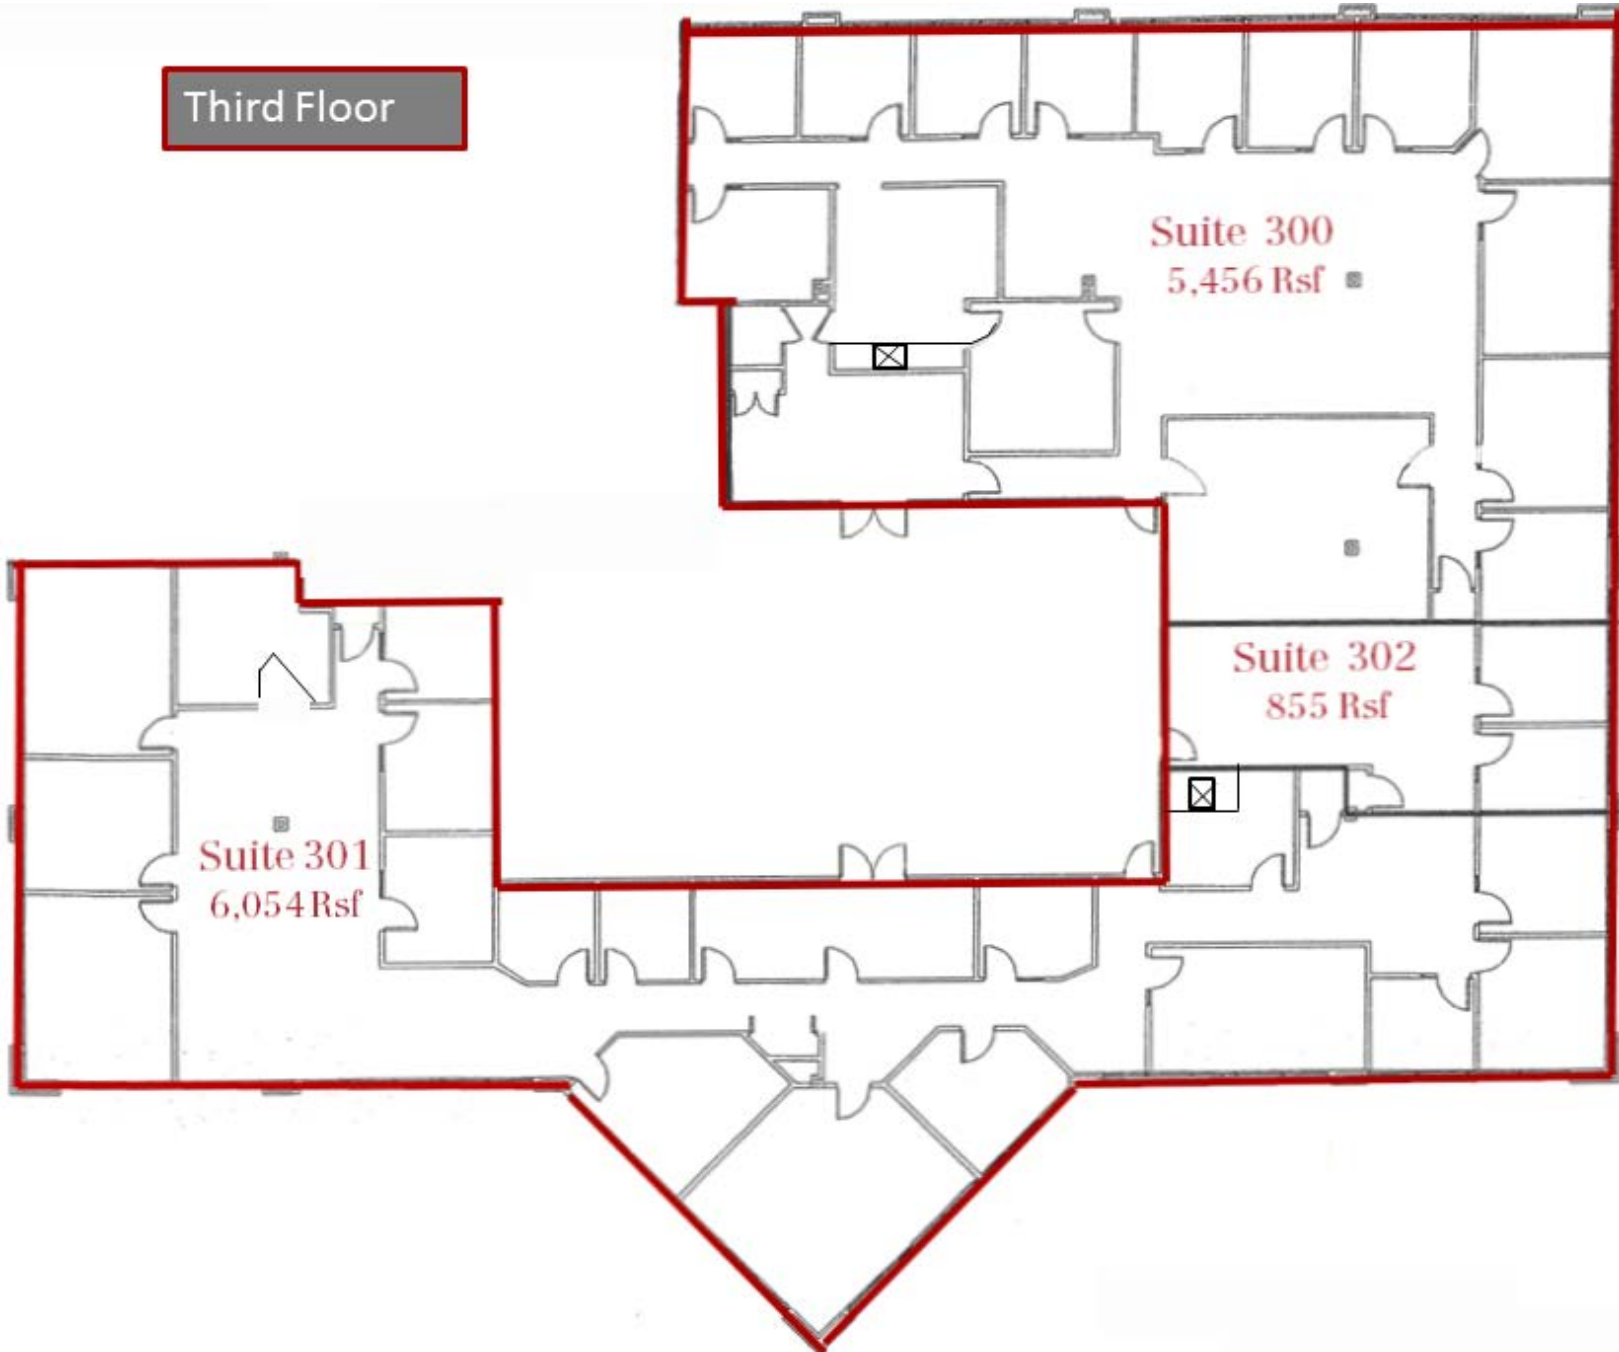 Third Floor
Suite 300
5,456 Rsf
Suite 302
855 Rsf
Suite 301
6,054 Rsf